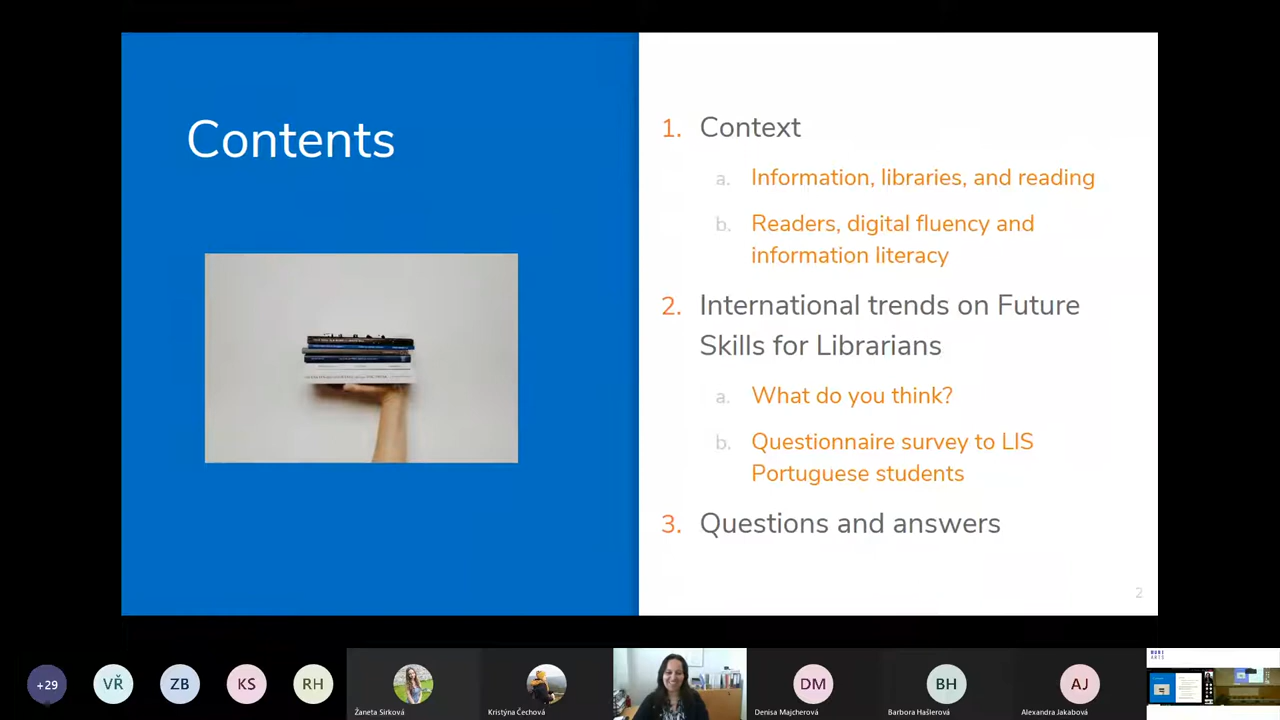 Contents
1. Context
a. Information, libraries, and reading
b. Readers, digital fluency and
information literacy
2. International trends on Future
Skills for Librarians
a. What do you think?
b. Questionnaire survey to LIS
Portuguese students
3. Questions and answers
2
+29
VŘ
ZB
KS
RH
Žaneta Sirková
Kristýna Čechová
DM
Denisa Majcherová
BH
Barbora Hašlerová
AJ
Alexandra Jakabová
MUNI
ARTS